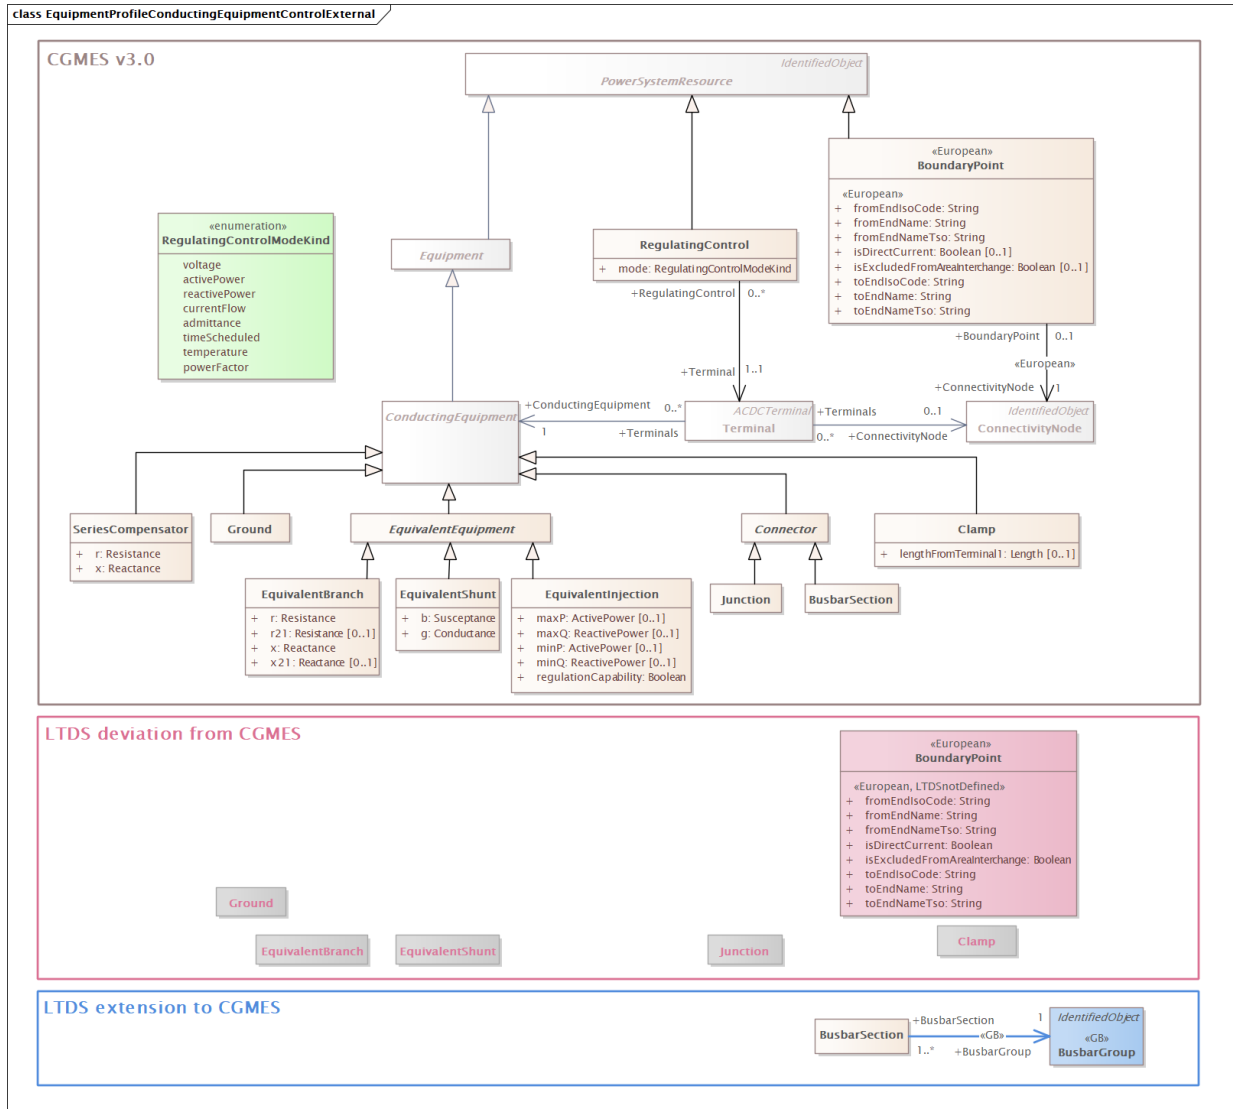 class EquipmentProfileConductingEquipmentControlExternal
CGMES v3.0
IdentifiedObject
PowerSystemResource
«European»
BoundaryPoint
«European»
+ fromEndIsoCode: String
+ fromEndName: String
+ fromEndNameTso: String
+ isDirectCurrent: Boolean [0..1]
+ isExcludedFromAreaInterchange: Boolean [0..1]
+ toEndIsoCode: String
+ toEndName: String
+ toEndNameTso: String
«enumeration»
RegulatingControlModeKind
voltage
activePower
reactivePower
currentFlow
admittance
timeScheduled
temperature
powerFactor
Equipment
RegulatingControl
+ mode: RegulatingControlModeKind
+RegulatingControl 0..*
+Terminal 1..1
+BoundaryPoint 0..1
«European»
+ConnectivityNode 1
ConductingEquipment
+ConductingEquipment 0..*
1 +Terminals
ACDCTerminal
Terminal
+Terminals 0..1
0..* +ConnectivityNode
IdentifiedObject
ConnectivityNode
SeriesCompensator
+ r: Resistance
+ x: Reactance
Ground
EquivalentEquipment
Connector
Clamp
+ lengthFromTerminal1: Length [0..1]
EquivalentBranch
+ r: Resistance
+ r21: Resistance [0..1]
+ x: Reactance
+ x21: Reactance [0..1]
EquivalentShunt
+ b: Susceptance
+ g: Conductance
EquivalentInjection
+ maxP: ActivePower [0..1]
+ maxQ: ReactivePower [0..1]
+ minP: ActivePower [0..1]
+ minQ: ReactivePower [0..1]
+ regulationCapability: Boolean
Junction
BusbarSection
LTDS deviation from CGMES
«European»
BoundaryPoint
«European, LTDSnotDefined»
+ fromEndIsoCode: String
+ fromEndName: String
+ fromEndNameTso: String
+ isDirectCurrent: Boolean
+ isExcludedFromAreaInterchange: Boolean
+ toEndIsoCode: String
+ toEndName: String
+ toEndNameTso: String
Ground
EquivalentBranch
EquivalentShunt
Junction
Clamp
LTDS extension to CGMES
BusbarSection
+BusbarSection 1
«GB»
1..* +BusbarGroup
IdentifiedObject
«GB»
BusbarGroup